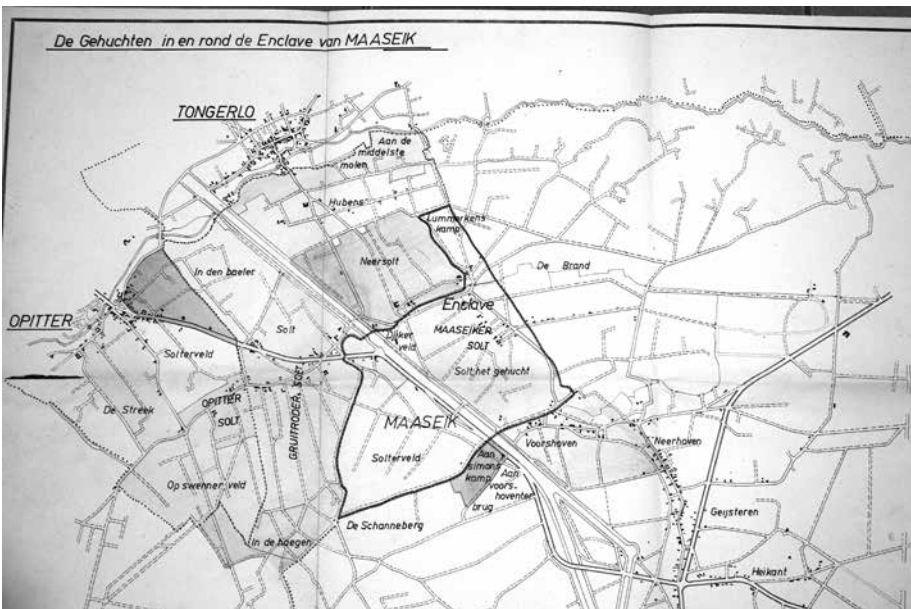 De Gehuchten in en rond de Enclave van MAASEIK
TONGERLO
Aan de
middelste
molen
Hubens
Lummerkens
kamp
Neersolt
De Brand
In den baeler
Enclave
OPITTER
Solt
Dijker
veld
MAASEIKER
SOLT
Solterveld
Solt het gehucht
De Streek
OPITTER
SOLT
GRUITRODER SOLT
MAASEIK
Voorshoven
Neerhoven
Solterveld
Aan
simons
kamp
Aan
voors-
hoventer
brug
Op swenner veld
Geijsteren
De Schanneberg
In de haegen
Heikant